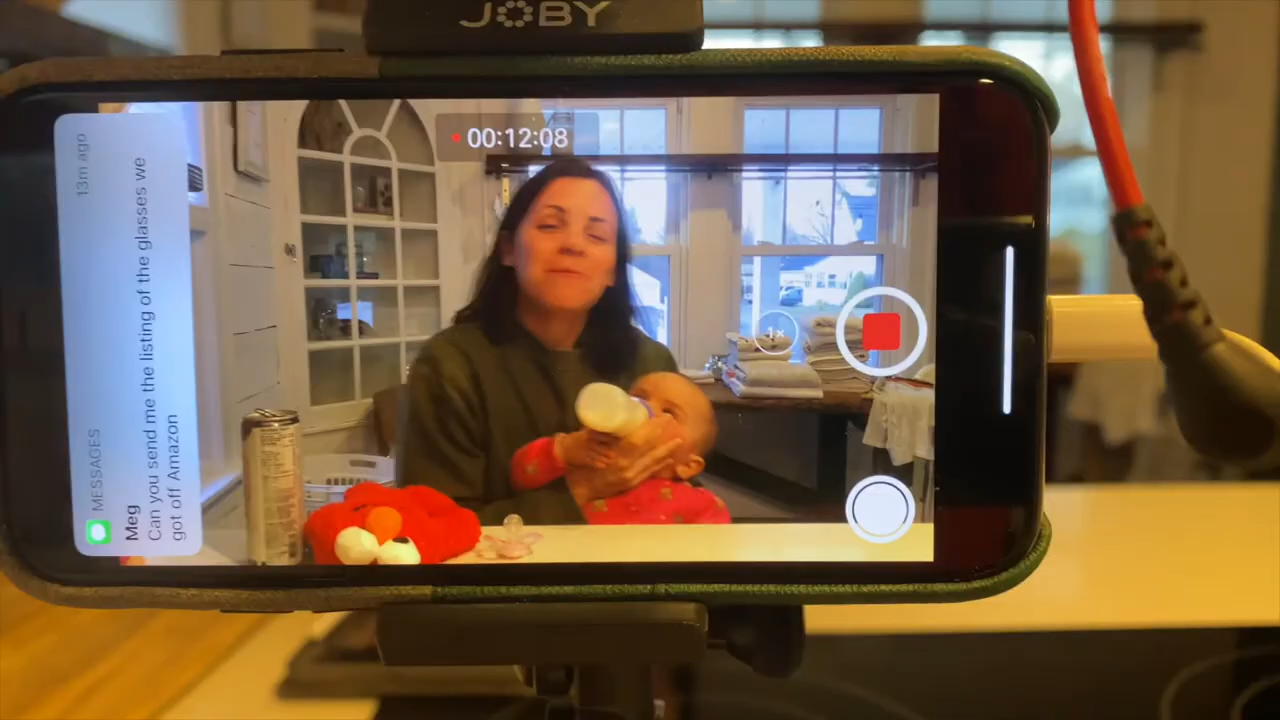 JOBY
00:12:08
1×
MESSAGES
13m ago
Meg
Can you send me the listing of the glasses we
got off Amazon